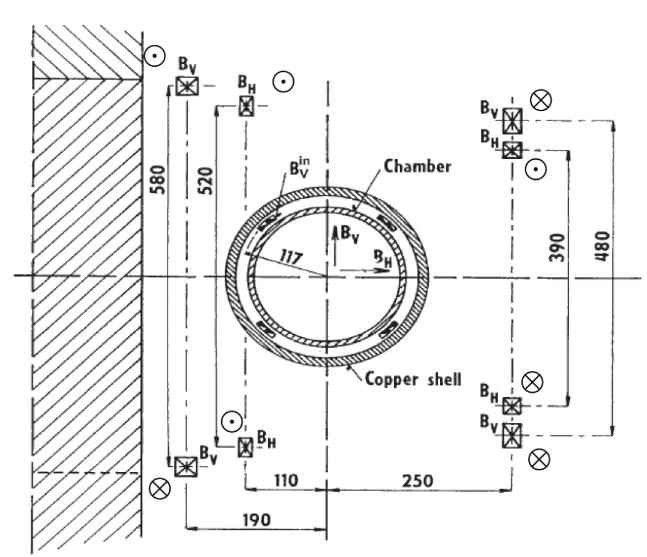 B_V
B_H
B_V
B_H
B_V^in
Chamber
580
520
117
B_V
B_H
390
480
Copper shell
B_H
B_V
B_H
B_V
110
250
190